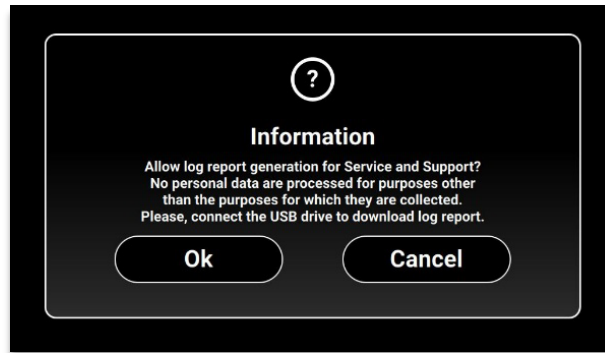 ?
Information
Allow log report generation for Service and Support?
No personal data are processed for purposes other
than the purposes for which they are collected.
Please, connect the USB drive to download log report.
Ok
Cancel